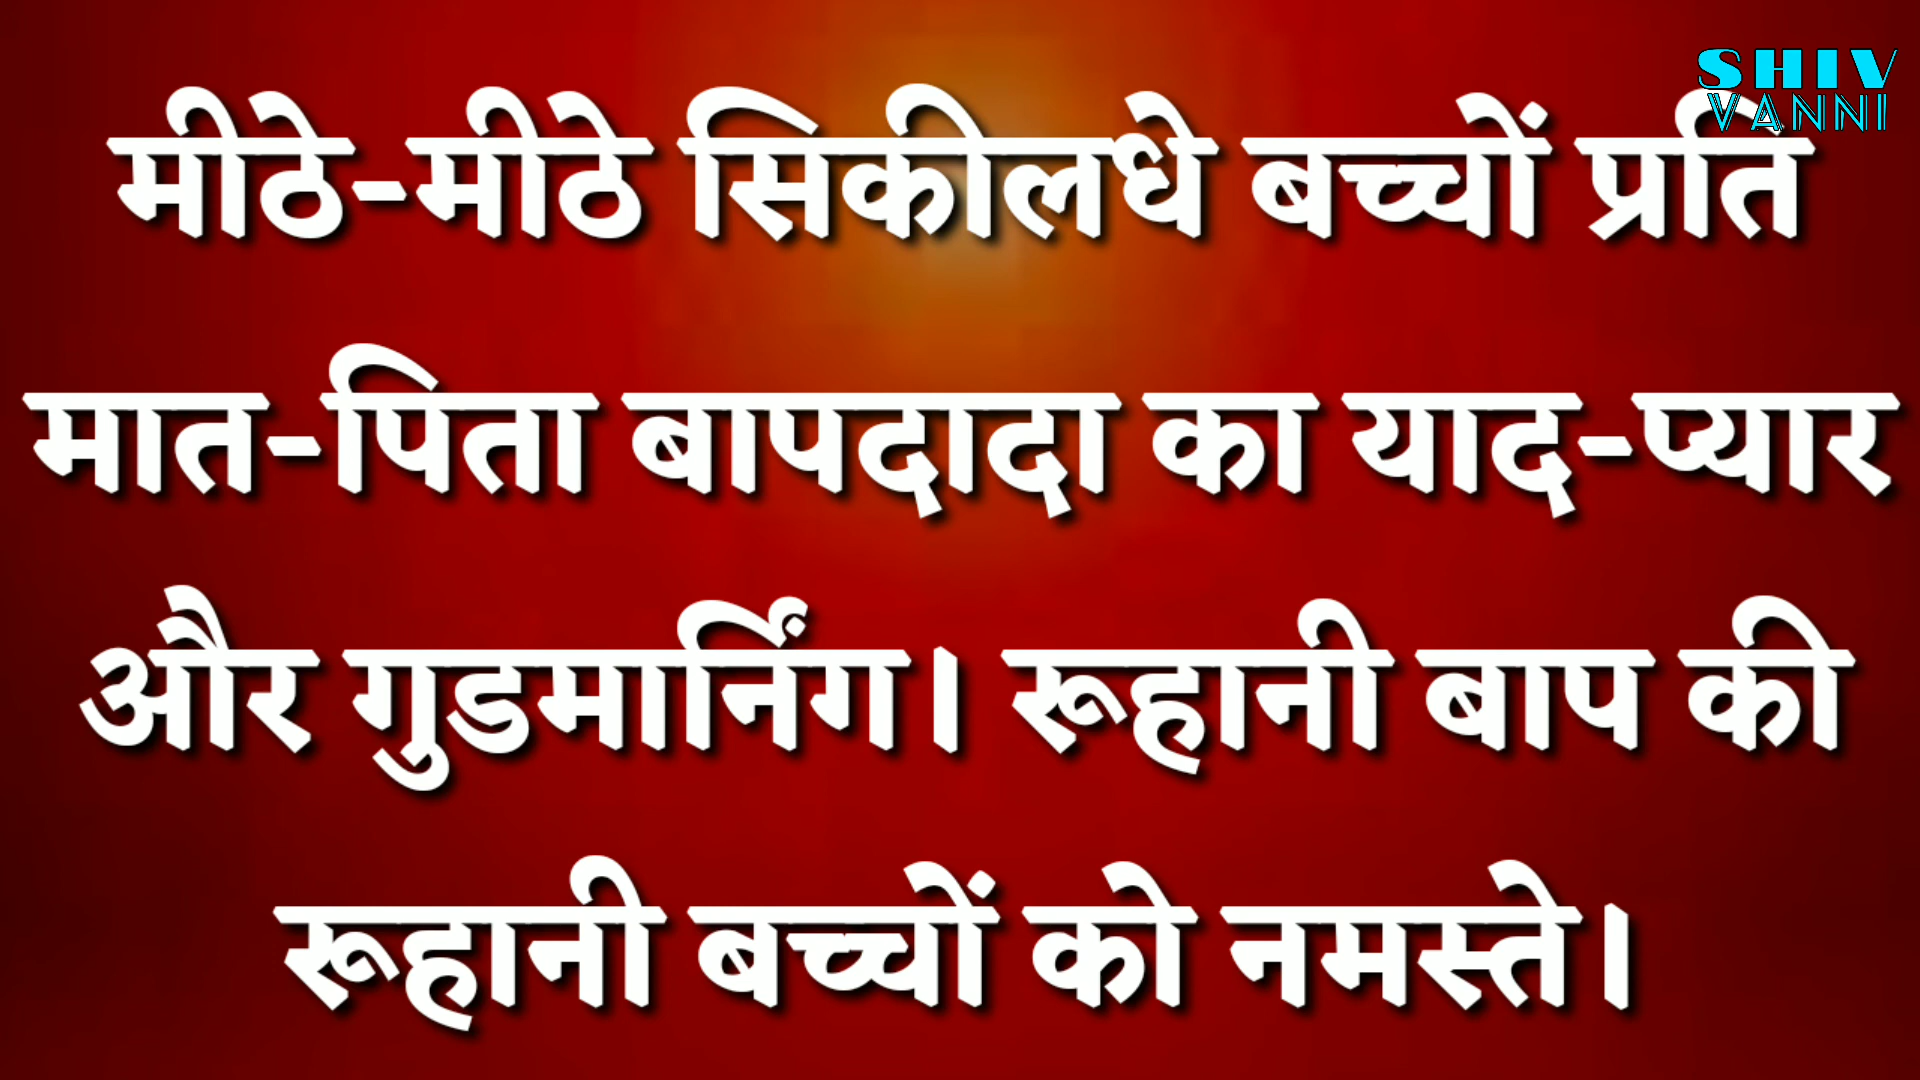 SHIV
VANNI
मीठे-मीठे सिकीलधे बच्चों प्रति
मात-पिता बापदादा का याद-प्यार
और गुडमार्निंग। रूहानी बाप की
रूहानी बच्चों को नमस्ते।